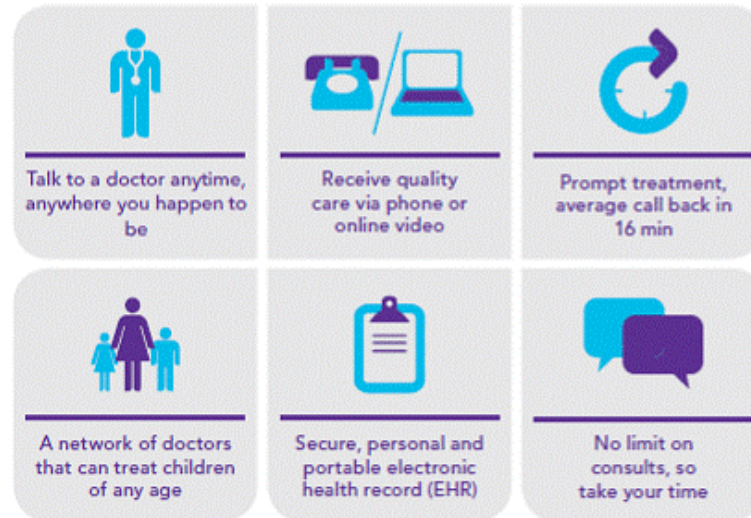 Talk to a doctor anytime,
anywhere you happen to
be
Receive quality
care via phone or
online video
Prompt treatment,
average call back in
16 min
A network of doctors
that can treat children
of any age
Secure, personal and
portable electronic
health record (EHR)
No limit on
consults, so
take your time